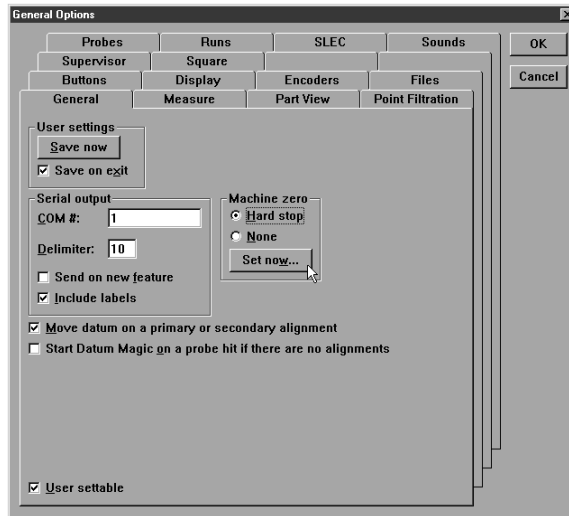 General Options
Probes Runs SLEC Sounds
Supervisor Square
Buttons Display Encoders Files
General Measure Part View Point Filtration
OK
Cancel
User settings
Save now
Save on exit
Serial output
COM #: 1
Delimiter: 10
Send on new feature
Include labels
Machine zero
Hard stop
None
Set now...
Move datum on a primary or secondary alignment
Start Datum Magic on a probe hit if there are no alignments
User settable